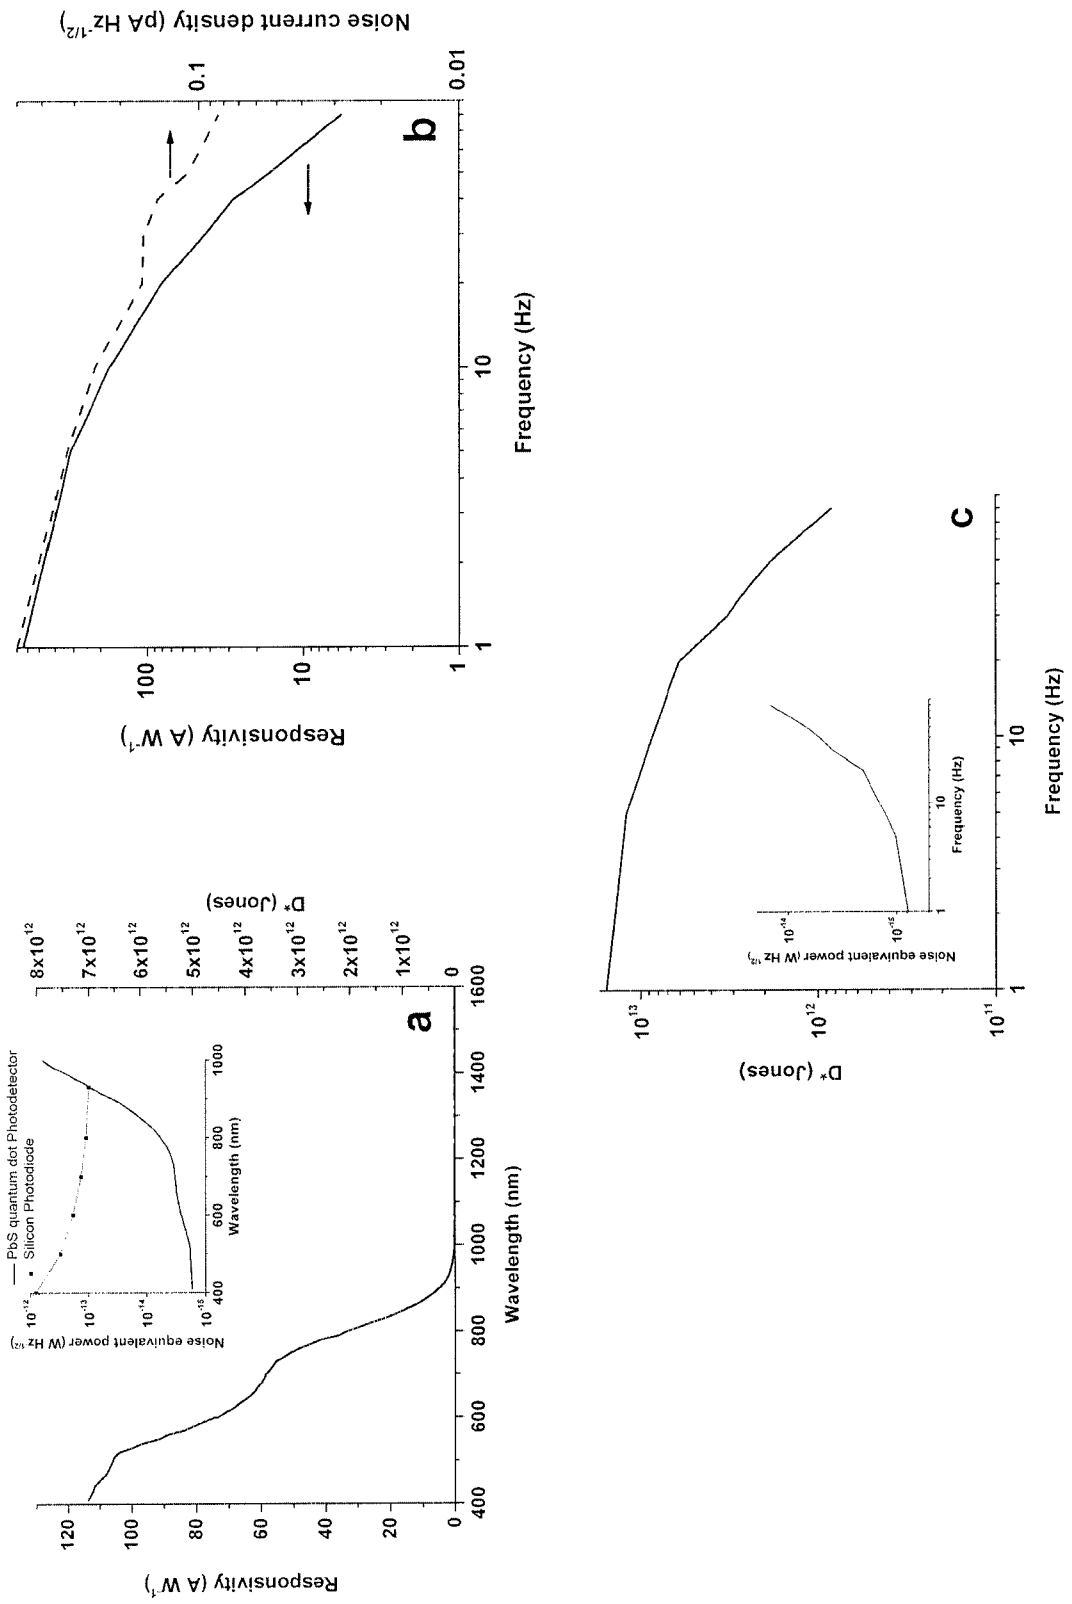 PbS quantum dot Photodetector
Silicon Photodiode
Noise equivalent power (W Hz 1/2)
10-12
10-13
10-14
10-15
400
600
800
1000
Wavelength (nm)
Responsivity (A W-1)
120
100
80
60
40
20
0
400
600
800
1000
1200
1400
1600
Wavelength (nm)
8x10 12
7x10 12
6x10 12
5x10 12
4x10 12
3x10 12
2x10 12
1x10 12
0
D* (Jones)
a
Responsivity (A W-1)
100
10
1
1
10
Frequency (Hz)
0.1
0.01
Noise current density (pA Hz-1/2)
b
D* (Jones)
10 13
10 12
10 11
1
10
Frequency (Hz)
Noise equivalent power (W Hz 1/2)
10-14
10-15
1
10
Frequency (Hz)
c